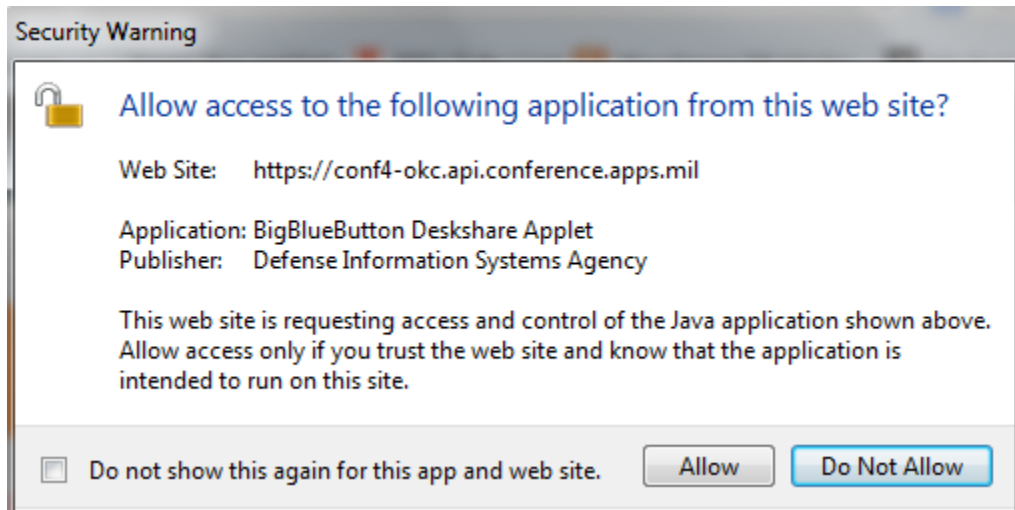 Security Warning
Allow access to the following application from this web site?
Web Site: https://conf4-okc.api.conference.apps.mil
Application: BigBlueButton Deskshare Applet
Publisher: Defense Information Systems Agency
This web site is requesting access and control of the Java application shown above.
Allow access only if you trust the web site and know that the application is
intended to run on this site.
Do not show this again for this app and web site.
Allow
Do Not Allow